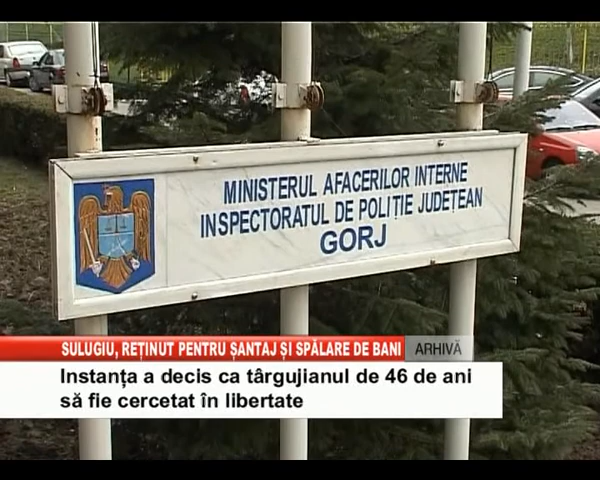 MINISTERUL AFACERILOR INTERNE
INSPECTORATUL DE POLIȚIE JUDEȚEAN
GORJ
SULUGIU, REȚINUT PENTRU ȘANTAJ ȘI SPĂLARE DE BANI
ARHIVĂ
Instanța a decis ca târgujianul de 46 de ani
să fie cercetat în libertate